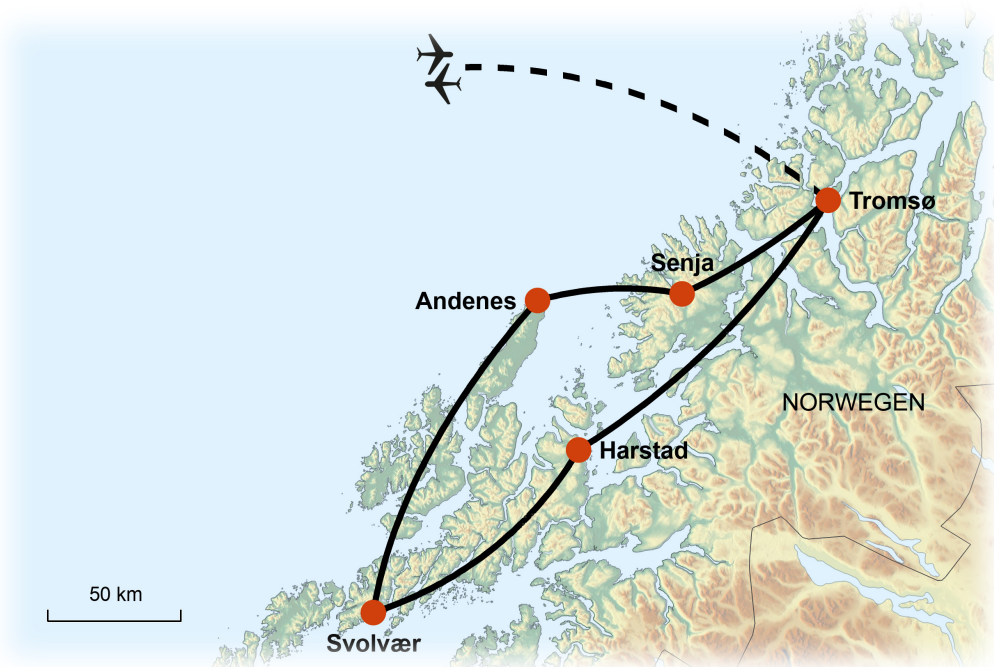 Tromsø
Senja
Andenes
NORWEGEN
Harstad
50 km
Svolvær